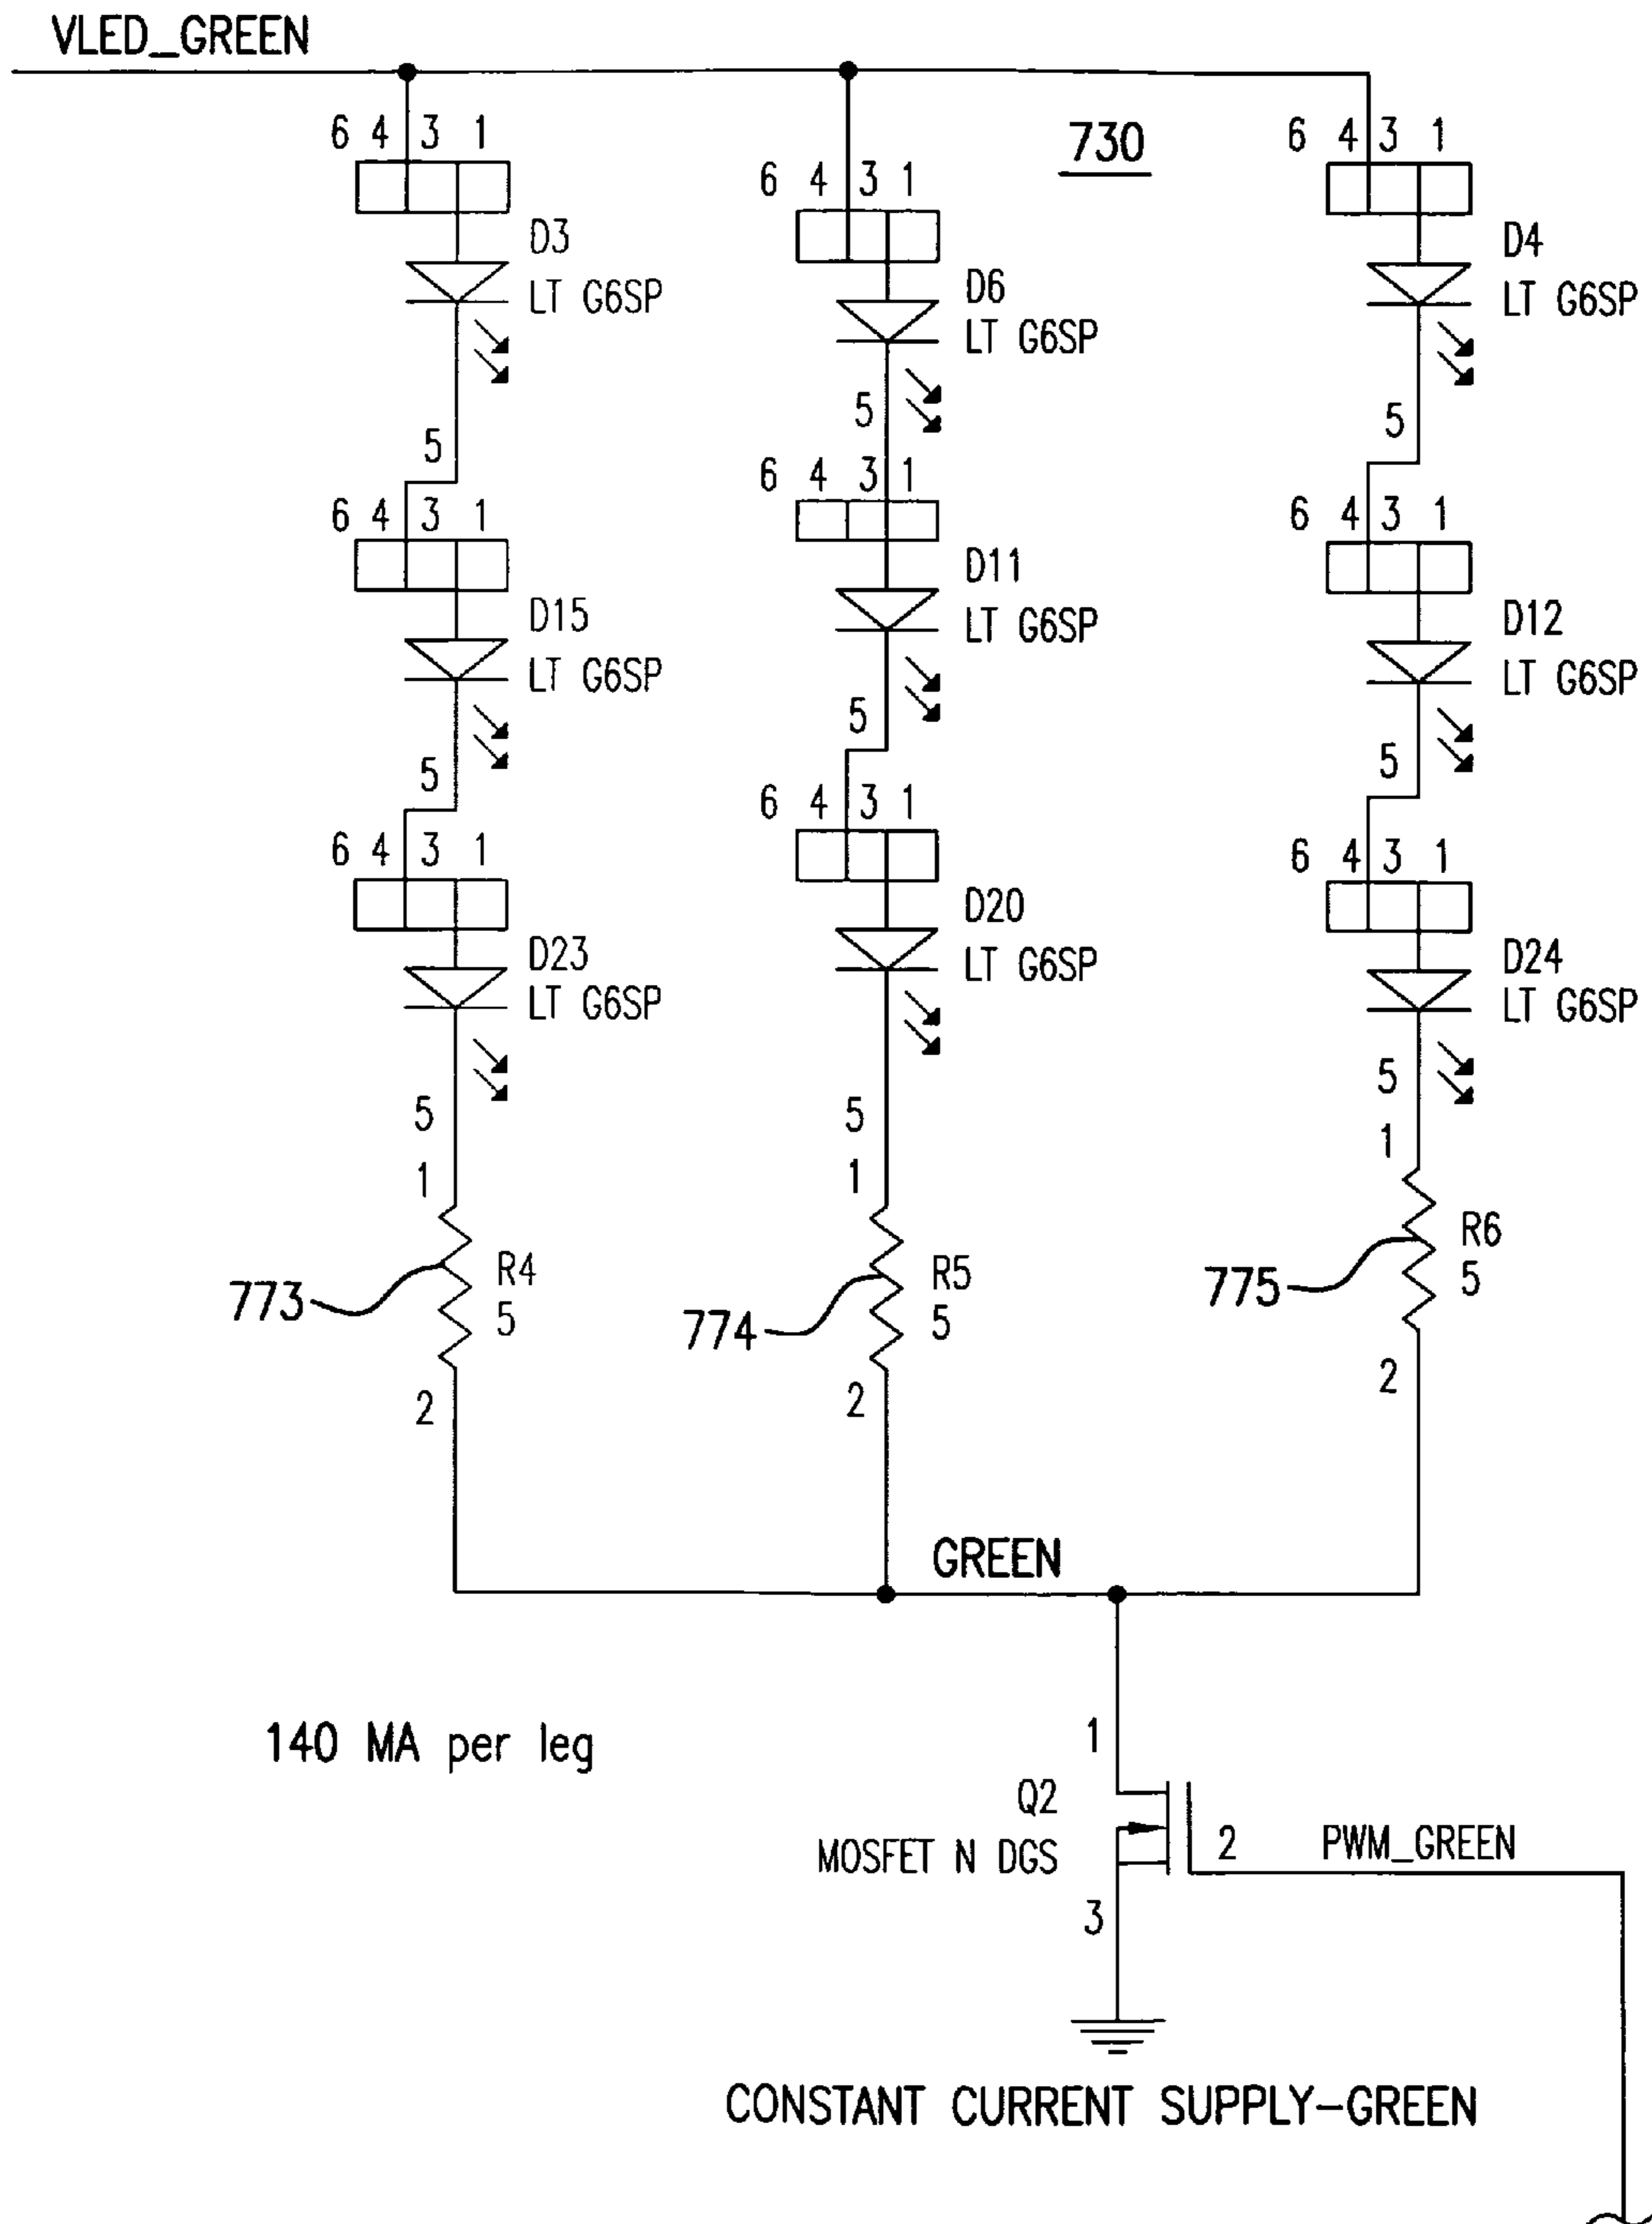 VLED_GREEN
730
6 4 3 1
D3
LT G6SP
5
6 4 3 1
D15
LT G6SP
5
6 4 3 1
D23
LT G6SP
5
1
773
R4
5
2
6 4 3 1
D6
LT G6SP
5
6 4 3 1
D11
LT G6SP
5
6 4 3 1
D20
LT G6SP
5
1
774
R5
5
2
6 4 3 1
D4
LT G6SP
5
6 4 3 1
D12
LT G6SP
5
6 4 3 1
D24
LT G6SP
5
1
775
R6
5
2
GREEN
140 MA per leg
1
Q2
MOSFET N DGS
2
PWM_GREEN
3
CONSTANT CURRENT SUPPLY-GREEN